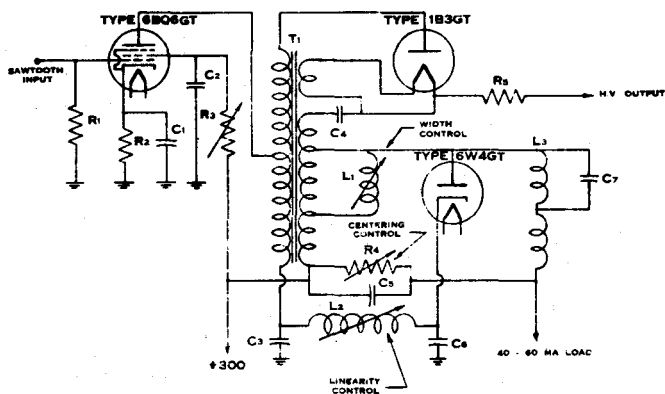 TYPE 6BQ6GT
TYPE 1B3GT
T1
SAWTOOTH
INPUT
C2
R5
H.V OUTPUT
R1
R3
C4
WIDTH
CONTROL
R2
C1
TYPE 6W4GT
L3
L1
C7
CENTERING
CONTROL
R4
C5
L2
C3
C6
+300
40 - 60 MA LOAD
LINEARITY
CONTROL